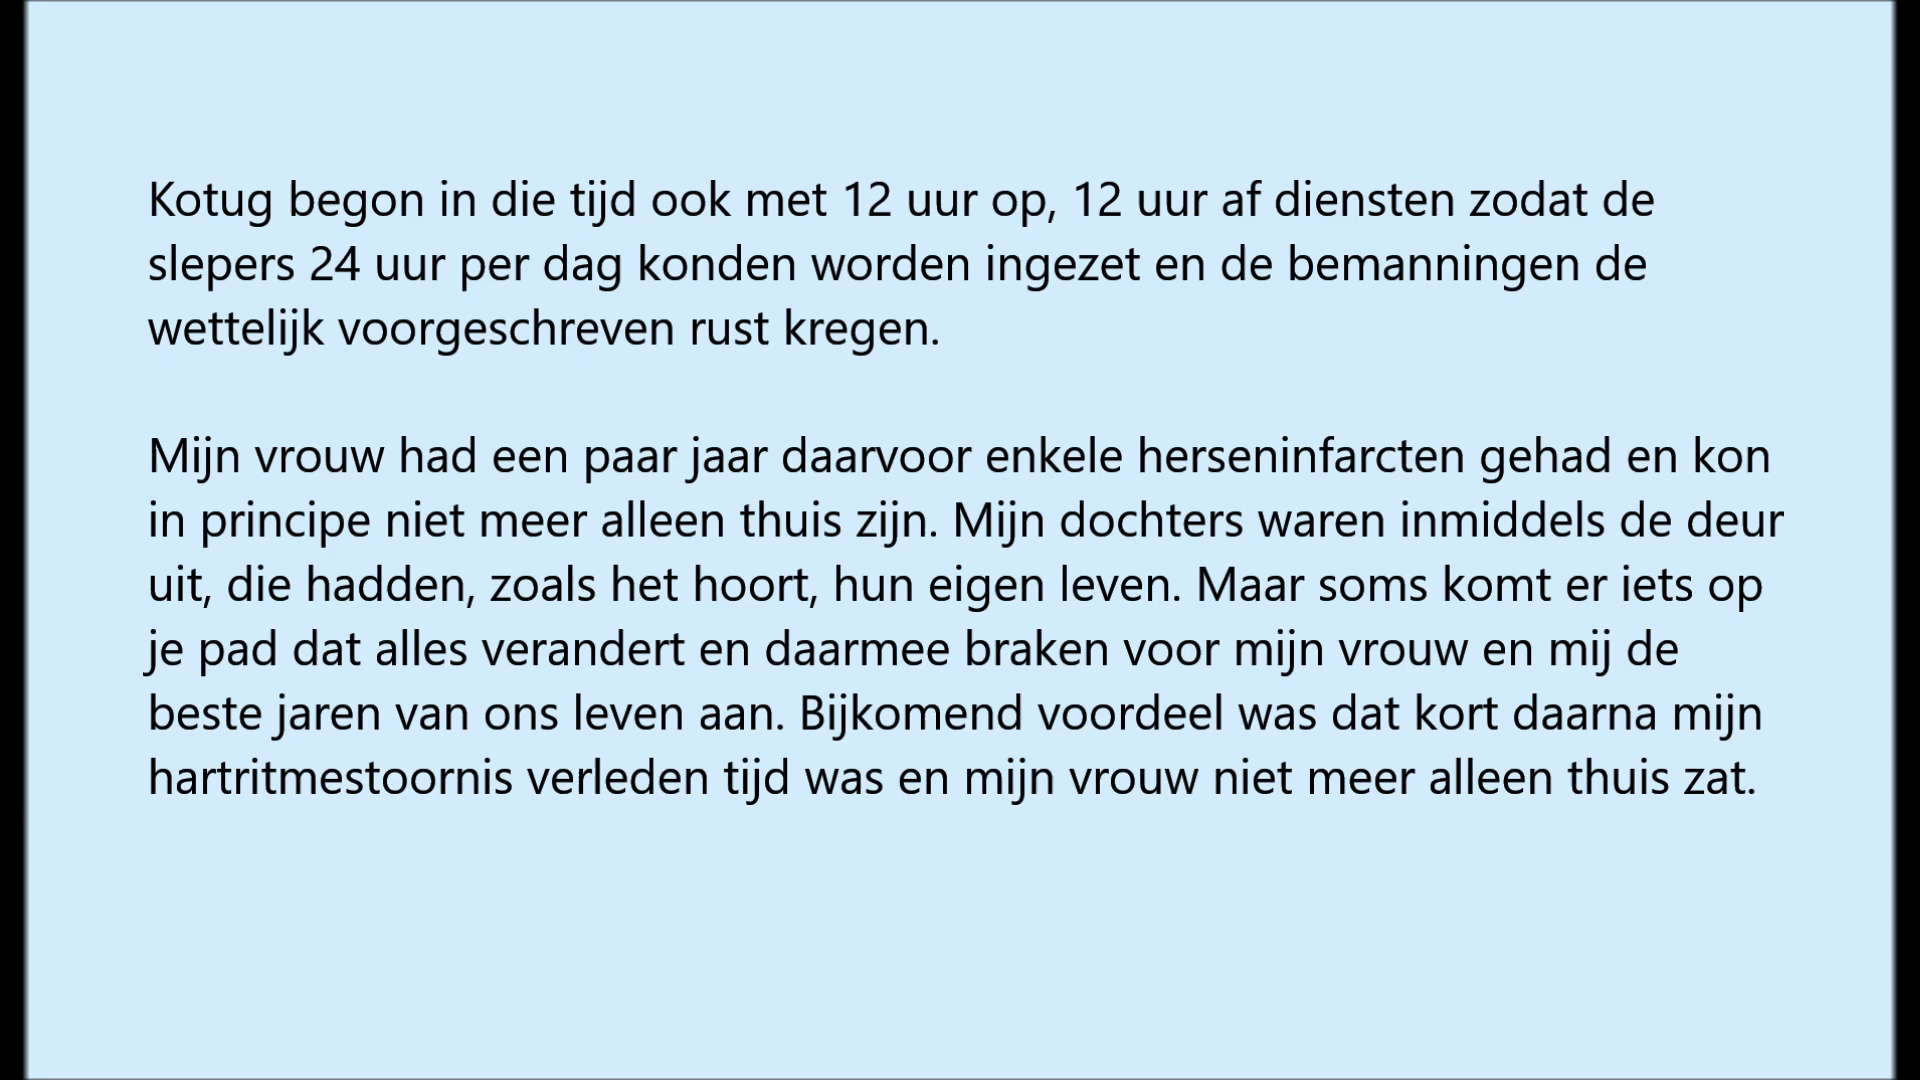 Kotug begon in die tijd ook met 12 uur op, 12 uur af diensten zodat de
slepers 24 uur per dag konden worden ingezet en de bemanningen de
wettelijk voorgeschreven rust kregen.
Mijn vrouw had een paar jaar daarvoor enkele herseninfarcten gehad en kon
in principe niet meer alleen thuis zijn. Mijn dochters waren inmiddels de deur
uit, die hadden, zoals het hoort, hun eigen leven. Maar soms komt er iets op
je pad dat alles verandert en daarmee braken voor mijn vrouw en mij de
beste jaren van ons leven aan. Bijkomend voordeel was dat kort daarna mijn
hartritmestoornis verleden tijd was en mijn vrouw niet meer alleen thuis zat.